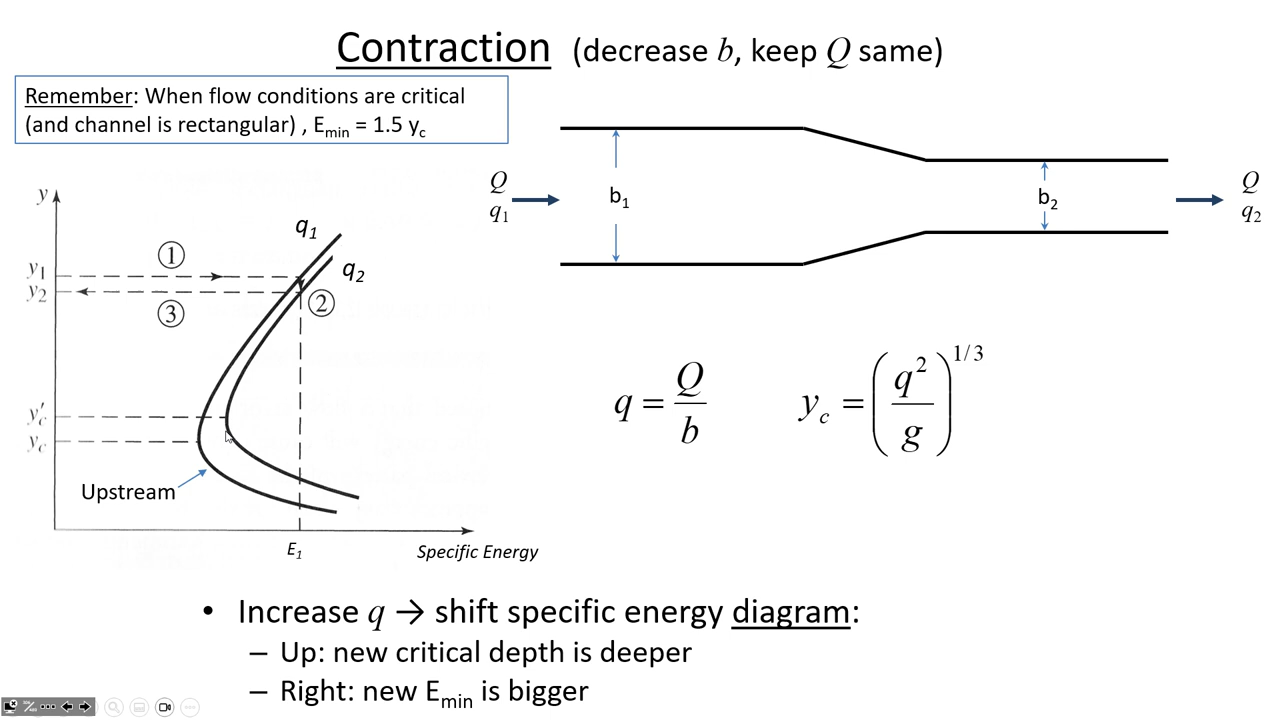 Contraction (decrease b, keep Q same)
Remember: When flow conditions are critical
(and channel is rectangular) , Emin = 1.5 yc
Q
q1
b1
b2
Q
q2
y
q1
q2
y1
y2
①
②
③
y′c
yc
Upstream
E1
Specific Energy
q = Q/b
yc = (q²/g)^1/3
• Increase q → shift specific energy diagram:
– Up: new critical depth is deeper
– Right: new Emin is bigger